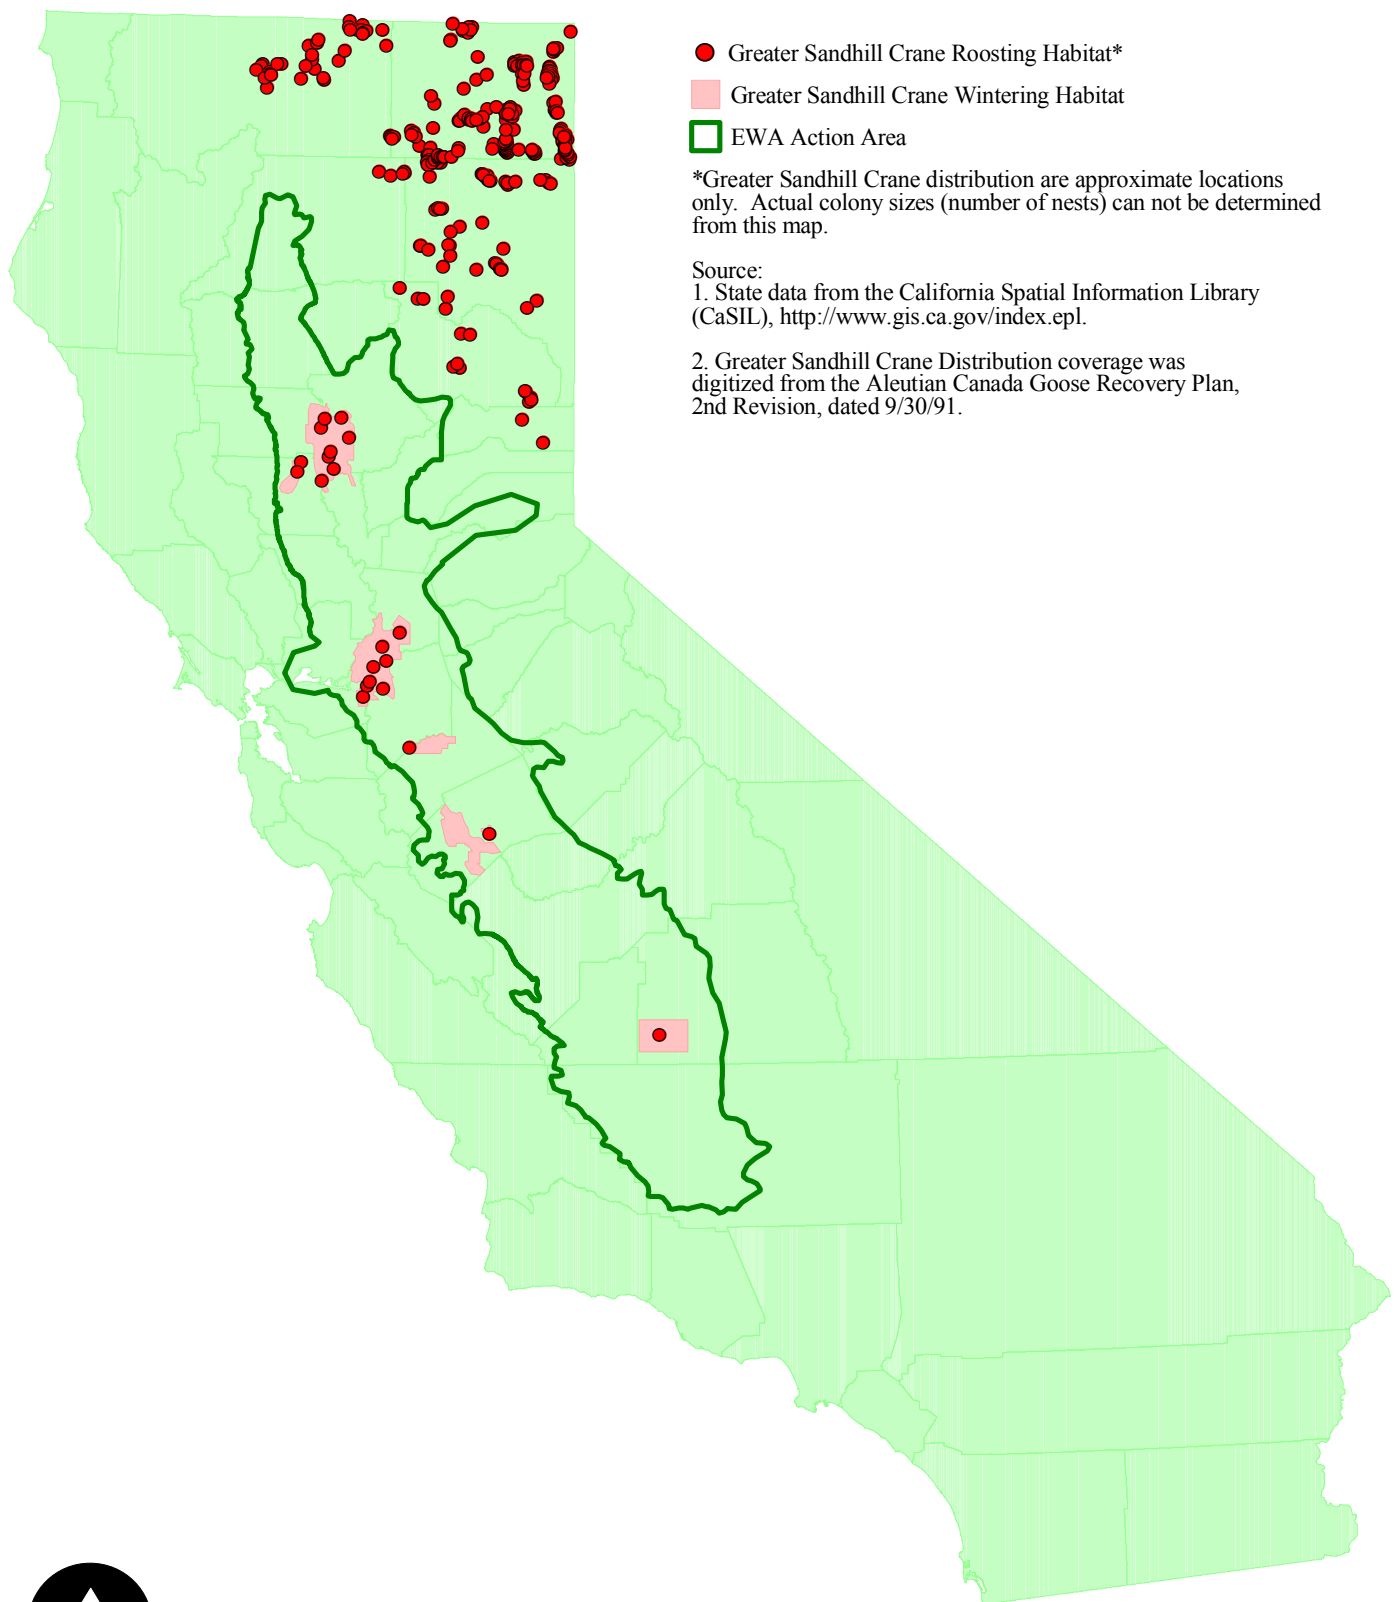 Greater Sandhill Crane Roosting Habitat*
Greater Sandhill Crane Wintering Habitat
EWA Action Area
*Greater Sandhill Crane distribution are approximate locations
only. Actual colony sizes (number of nests) can not be determined
from this map.
Source:
1. State data from the California Spatial Information Library
(CaSIL), http://www.gis.ca.gov/index.epl.
2. Greater Sandhill Crane Distribution coverage was
digitized from the Aleutian Canada Goose Recovery Plan,
2nd Revision, dated 9/30/91.